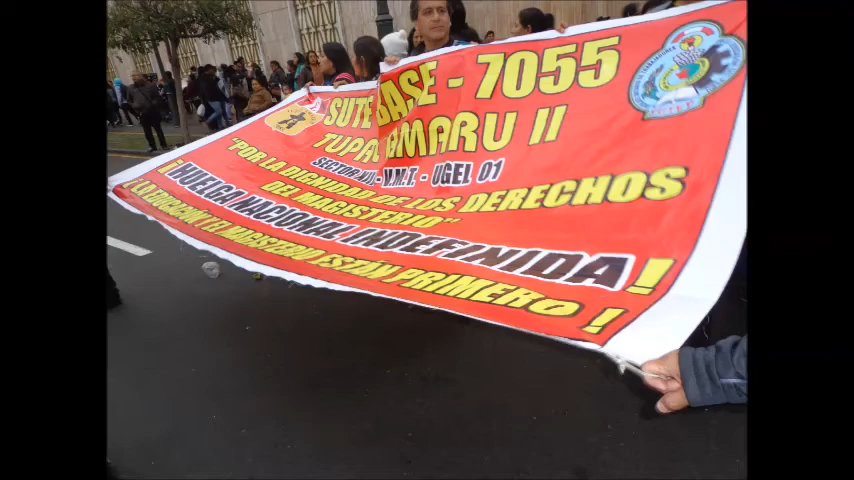 SUTE BASE - 7055
TUPAC AMARU II
SECTOR VII - V.M.T. - UGEL 01
"POR LA DIGNIDAD DE LOS DERECHOS
DEL MAGISTERIO"
¡HUELGA NACIONAL INDEFINIDA!
¡LA EDUCACIÓN Y EL MAGISTERIO ESTÁN PRIMERO!